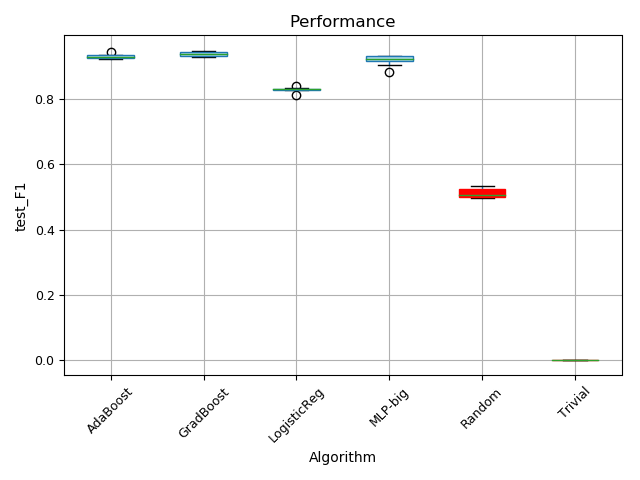 Performance
test_F1
0.8
0.6
0.4
0.2
0.0
AdaBoost
GradBoost
LogisticReg
MLP-big
Random
Trivial
Algorithm